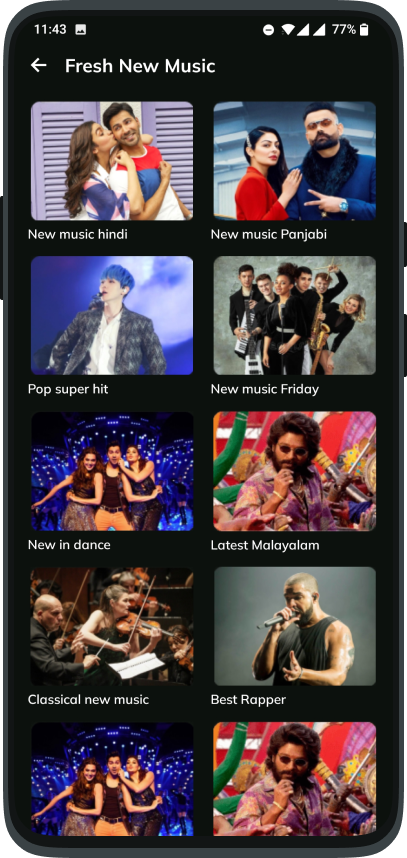 11:43
77%
Fresh New Music
New music hindi
New music Panjabi
Pop super hit
New music Friday
New in dance
Latest Malayalam
Classical new music
Best Rapper